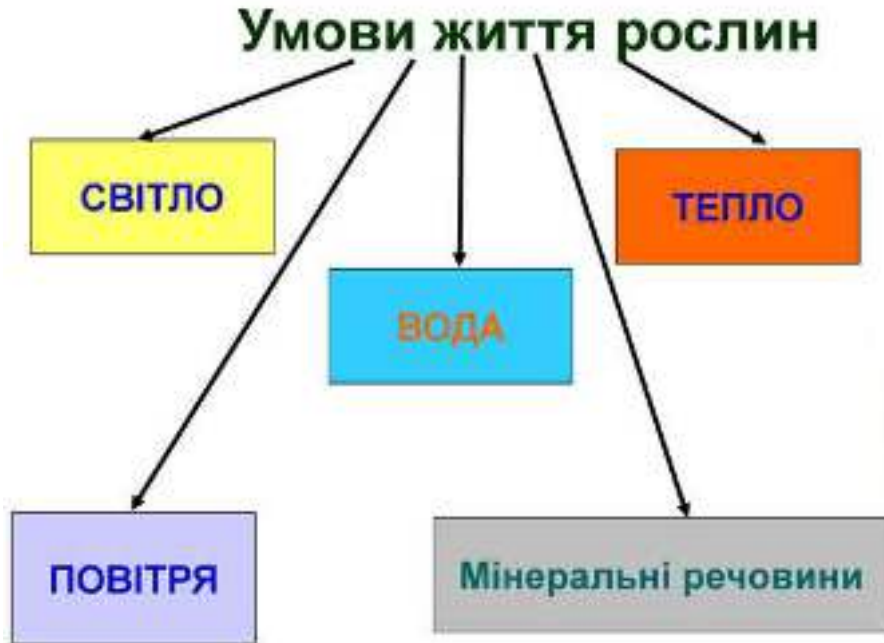 Умови життя рослин
СВІТЛО
ТЕПЛО
ВОДА
ПОВІТРЯ
Мінеральні речовини